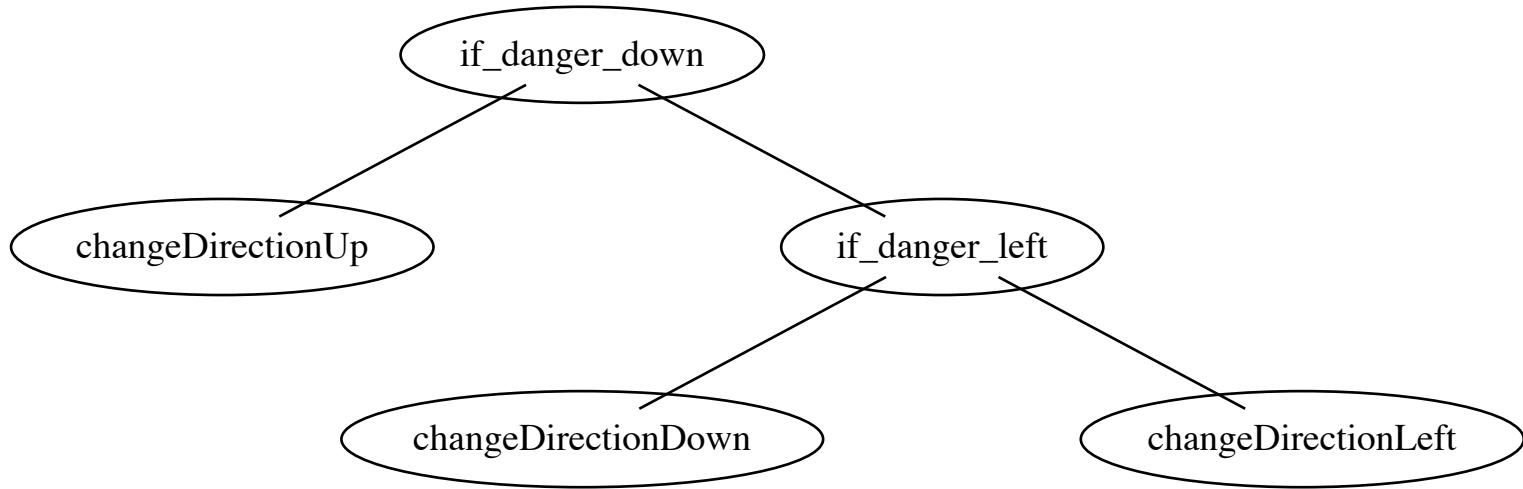 if_danger_down
changeDirectionUp
if_danger_left
changeDirectionDown
changeDirectionLeft